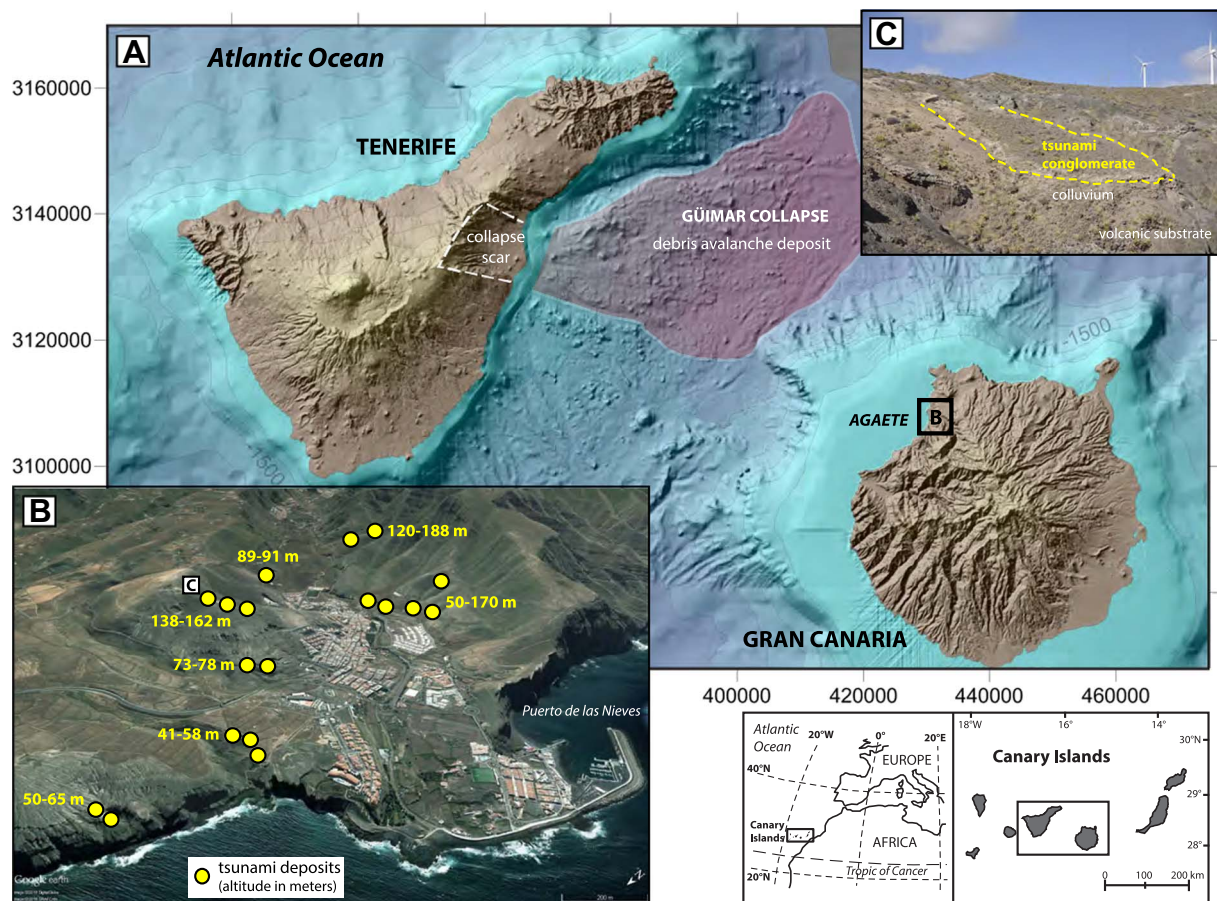 A
Atlantic Ocean
3160000
3140000
3120000
3100000
TENERIFE
collapse
scar
GÜIMAR COLLAPSE
debris avalanche deposit
-1500
-1500
AGAETE
B
GRAN CANARIA
400000
420000
440000
460000
C
tsunami
conglomerate
colluvium
volcanic substrate
B
120-188 m
89-91 m
C
50-170 m
138-162 m
73-78 m
Puerto de las Nieves
41-58 m
50-65 m
tsunami deposits
(altitude in meters)
Google earth
200 m
N
Atlantic
Ocean
20°W
0°
20°E
EUROPE
40°N
Canary
Islands
AFRICA
Tropic of Cancer
20°N
18°W
16°
14°
30°N
Canary Islands
29°
28°
0
100
200 km